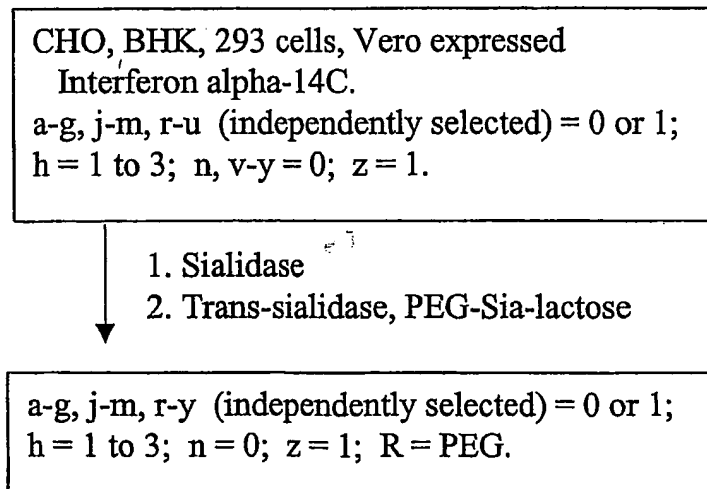 CHO, BHK, 293 cells, Vero expressed
Interferon alpha-14C.
a-g, j-m, r-u (independently selected) = 0 or 1;
h = 1 to 3; n, v-y = 0; z = 1.
1. Sialidase
2. Trans-sialidase, PEG-Sia-lactose
a-g, j-m, r-y (independently selected) = 0 or 1;
h = 1 to 3; n = 0; z = 1; R = PEG.